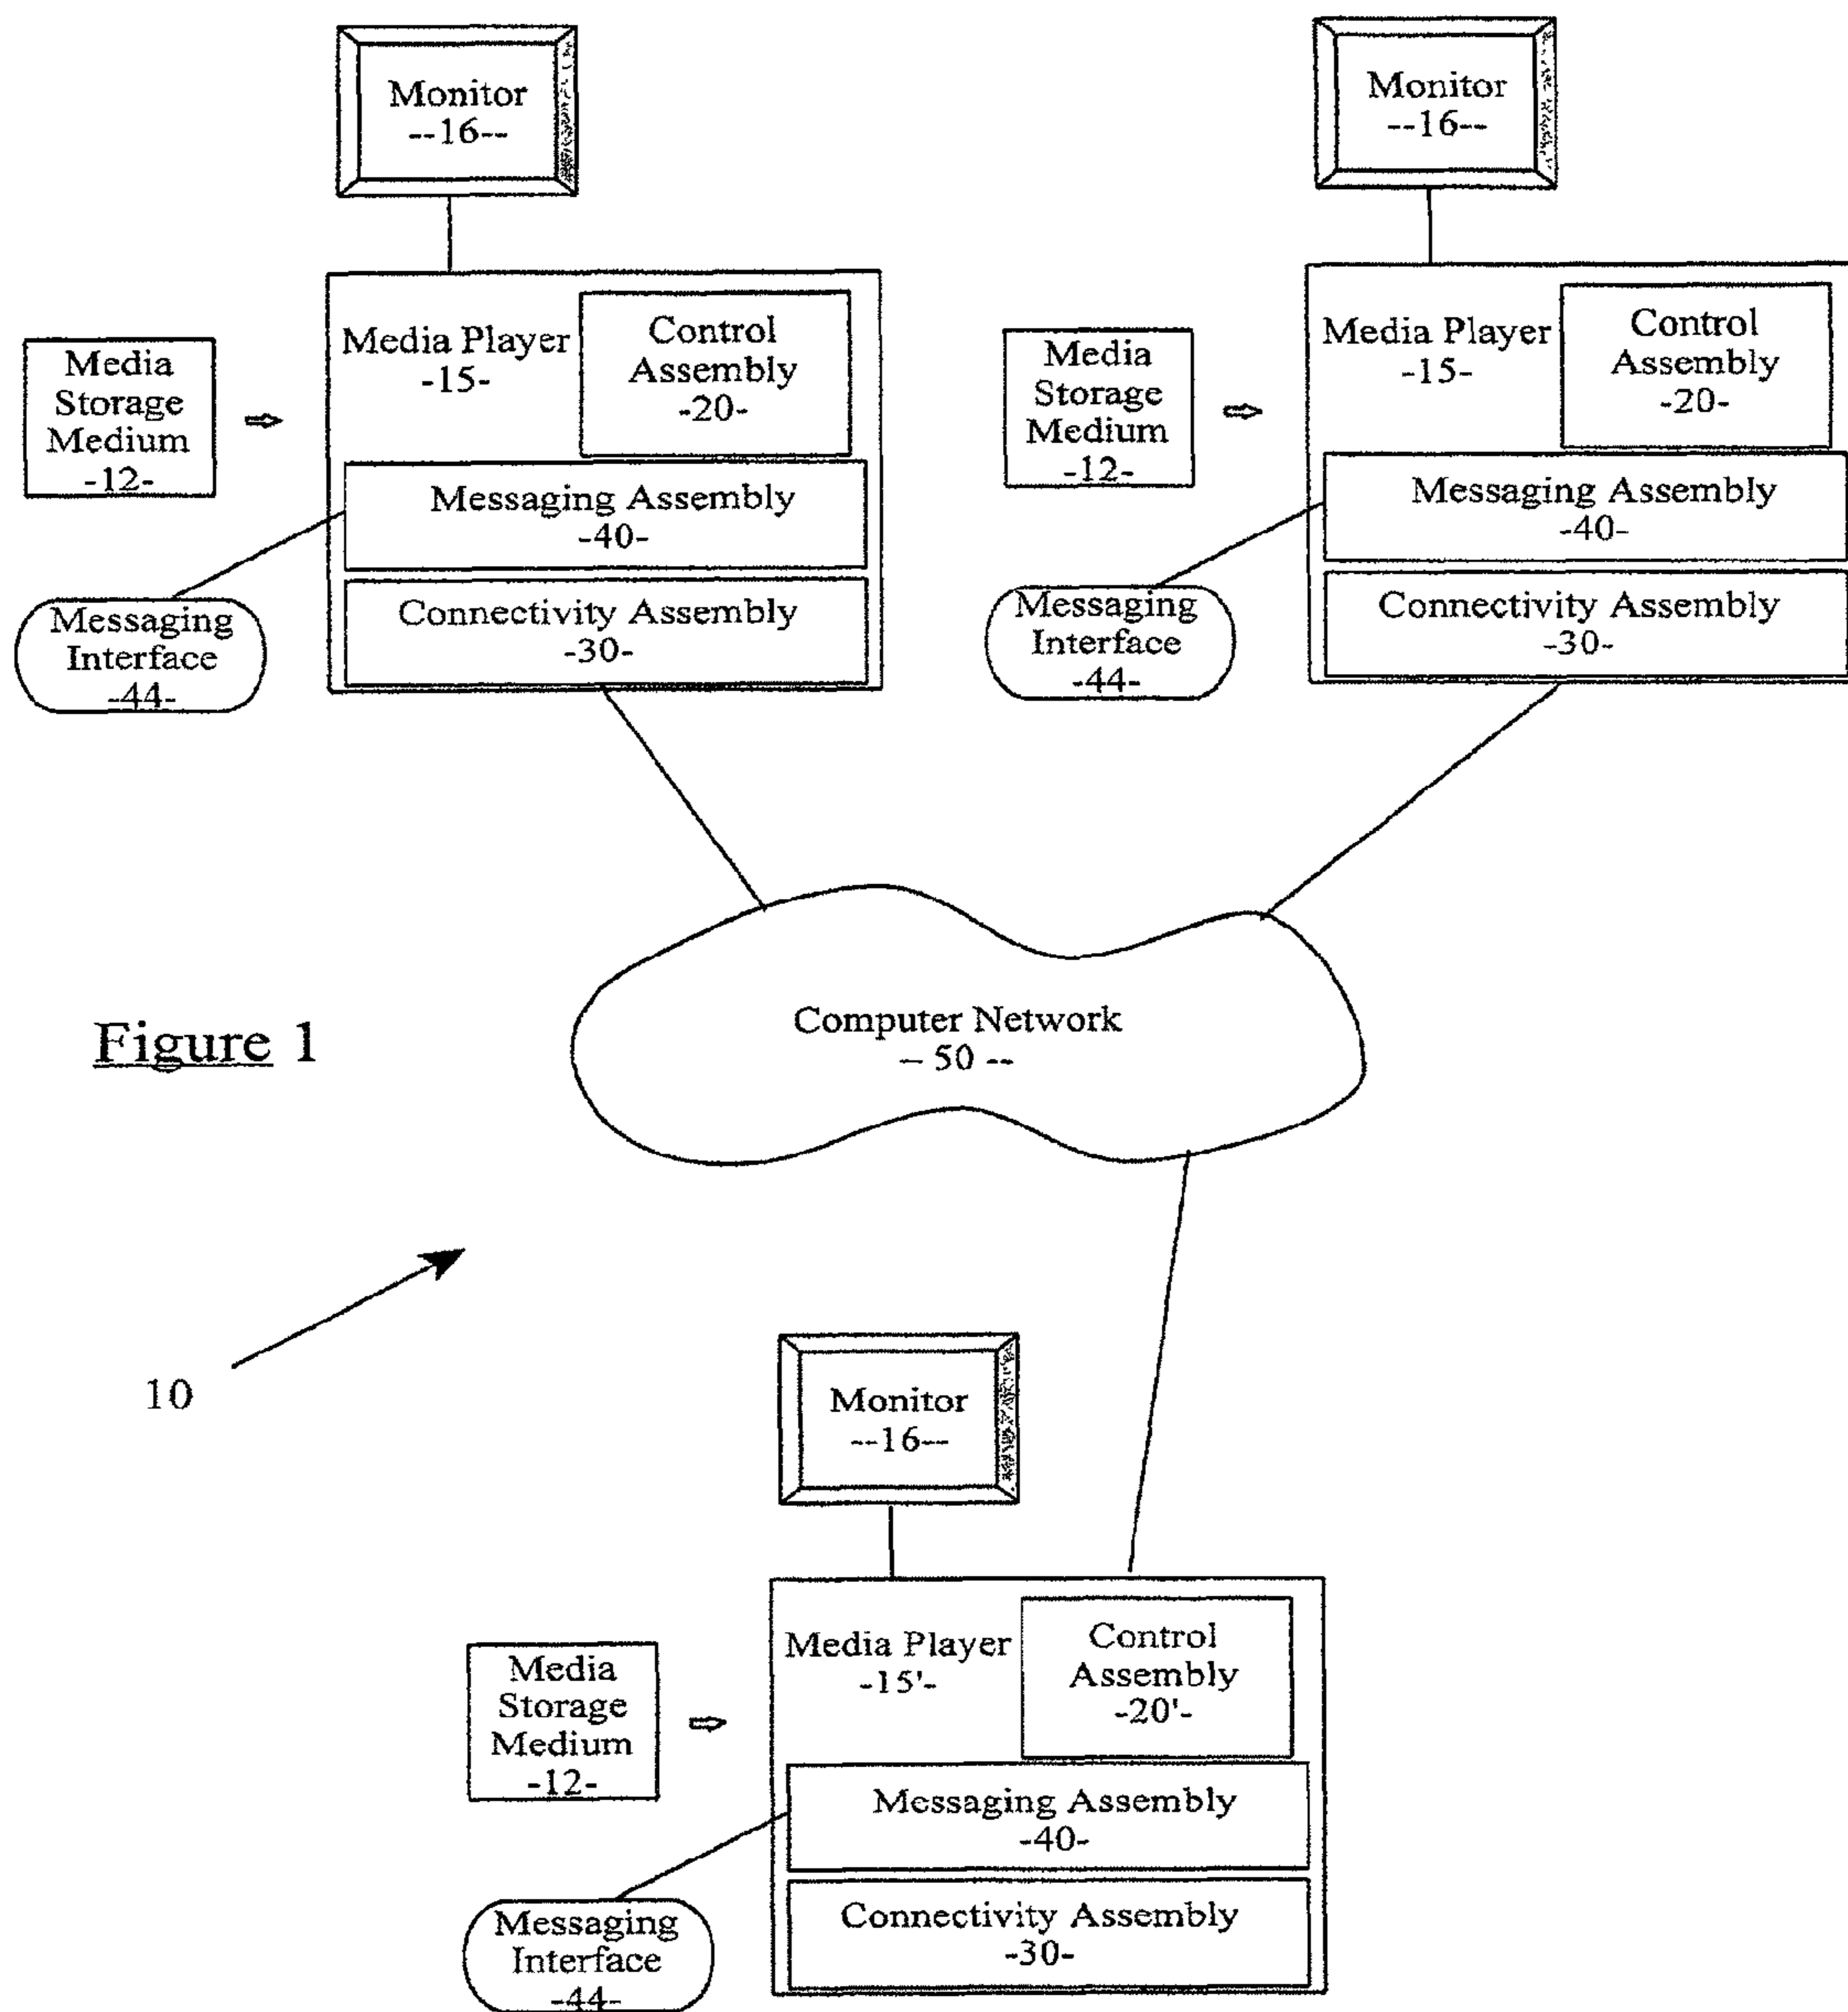 Monitor
--16--
Media Player
-15-
Control
Assembly
-20-
Media
Storage
Medium
-12-
Messaging Assembly
-40-
Connectivity Assembly
-30-
Messaging
Interface
-44-
Monitor
--16--
Media Player
-15-
Control
Assembly
-20-
Media
Storage
Medium
-12-
Messaging Assembly
-40-
Connectivity Assembly
-30-
Messaging
Interface
-44-
Computer Network
– 50 --
Figure 1
10
Monitor
--16--
Media Player
-15'-
Control
Assembly
-20'-
Media
Storage
Medium
-12-
Messaging Assembly
-40-
Connectivity Assembly
-30-
Messaging
Interface
-44-